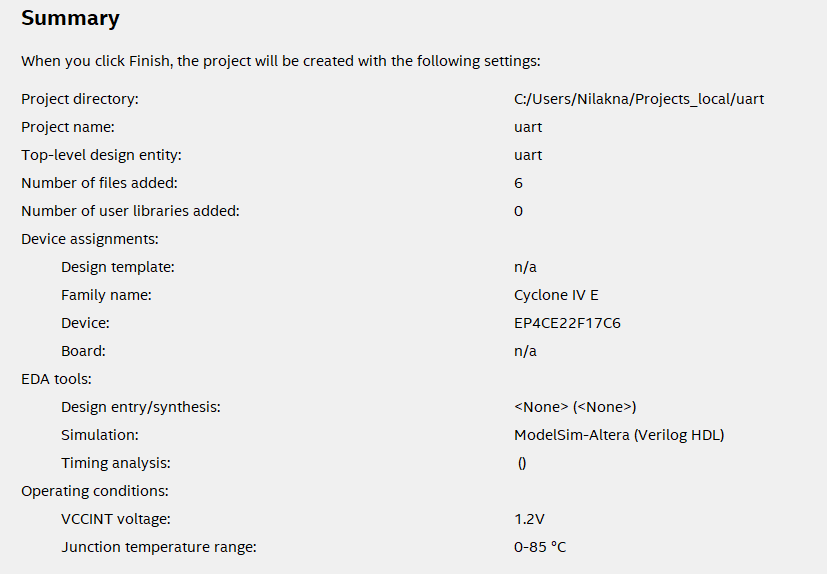 Summary
When you click Finish, the project will be created with the following settings:
Project directory: C:/Users/Nilakna/Projects_local/uart
Project name: uart
Top-level design entity: uart
Number of files added: 6
Number of user libraries added: 0
Device assignments:
Design template: n/a
Family name: Cyclone IV E
Device: EP4CE22F17C6
Board: n/a
EDA tools:
Design entry/synthesis: <None> (<None>)
Simulation: ModelSim-Altera (Verilog HDL)
Timing analysis: ()
Operating conditions:
VCCINT voltage: 1.2V
Junction temperature range: 0-85 °C